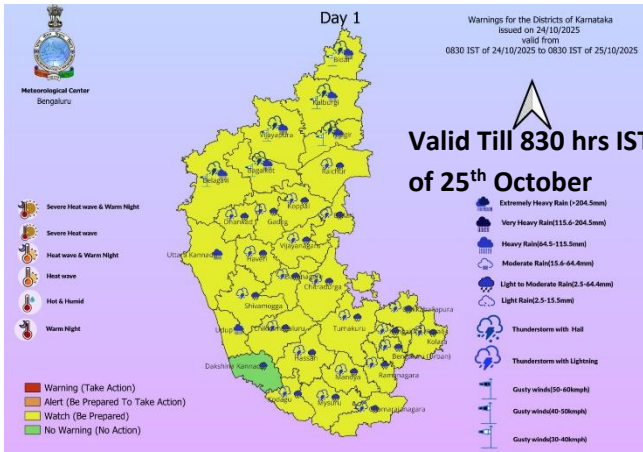 Day 1
Warnings for the Districts of Karnataka
issued on 24/10/2025
valid from
0830 IST of 24/10/2025 to 0830 IST of 25/10/2025
Meteorological Center
Bengaluru
Valid Till 830 hrs IST
of 25th October
Bidar
Kalburgi
Vijayapura
Bagalkot
Belagavi
Raichur
Koppal
Dharwad
Gadag
Uttara Kannada
Haveri
Vijayanagara
Chitradurga
Shivamogga
Udupi
Chikkamagaluru
Tumakuru
Kolara
Bengaluru (Urban)
Hassan
Dakshina Kannada
Mandya
Ramanagara
Kodagu
Mysuru
Chamarajanagara
Severe Heat wave & Warm Night
Severe Heat wave
Heat wave & Warm Night
Heat wave
Hot & Humid
Warm Night
Warning (Take Action)
Alert (Be Prepared To Take Action)
Watch (Be Prepared)
No Warning (No Action)
Extremely Heavy Rain (>204.5mm)
Very Heavy Rain(115.6-204.5mm)
Heavy Rain(64.5-115.5mm)
Moderate Rain(15.6-64.4mm)
Light to Moderate Rain(2.5-64.4mm)
Light Rain(2.5-15.5mm)
Thunderstorm with Hail
Thunderstorm with Lightning
Gusty winds(50-60kmph)
Gusty winds(40-50kmph)
Gusty winds(30-40kmph)